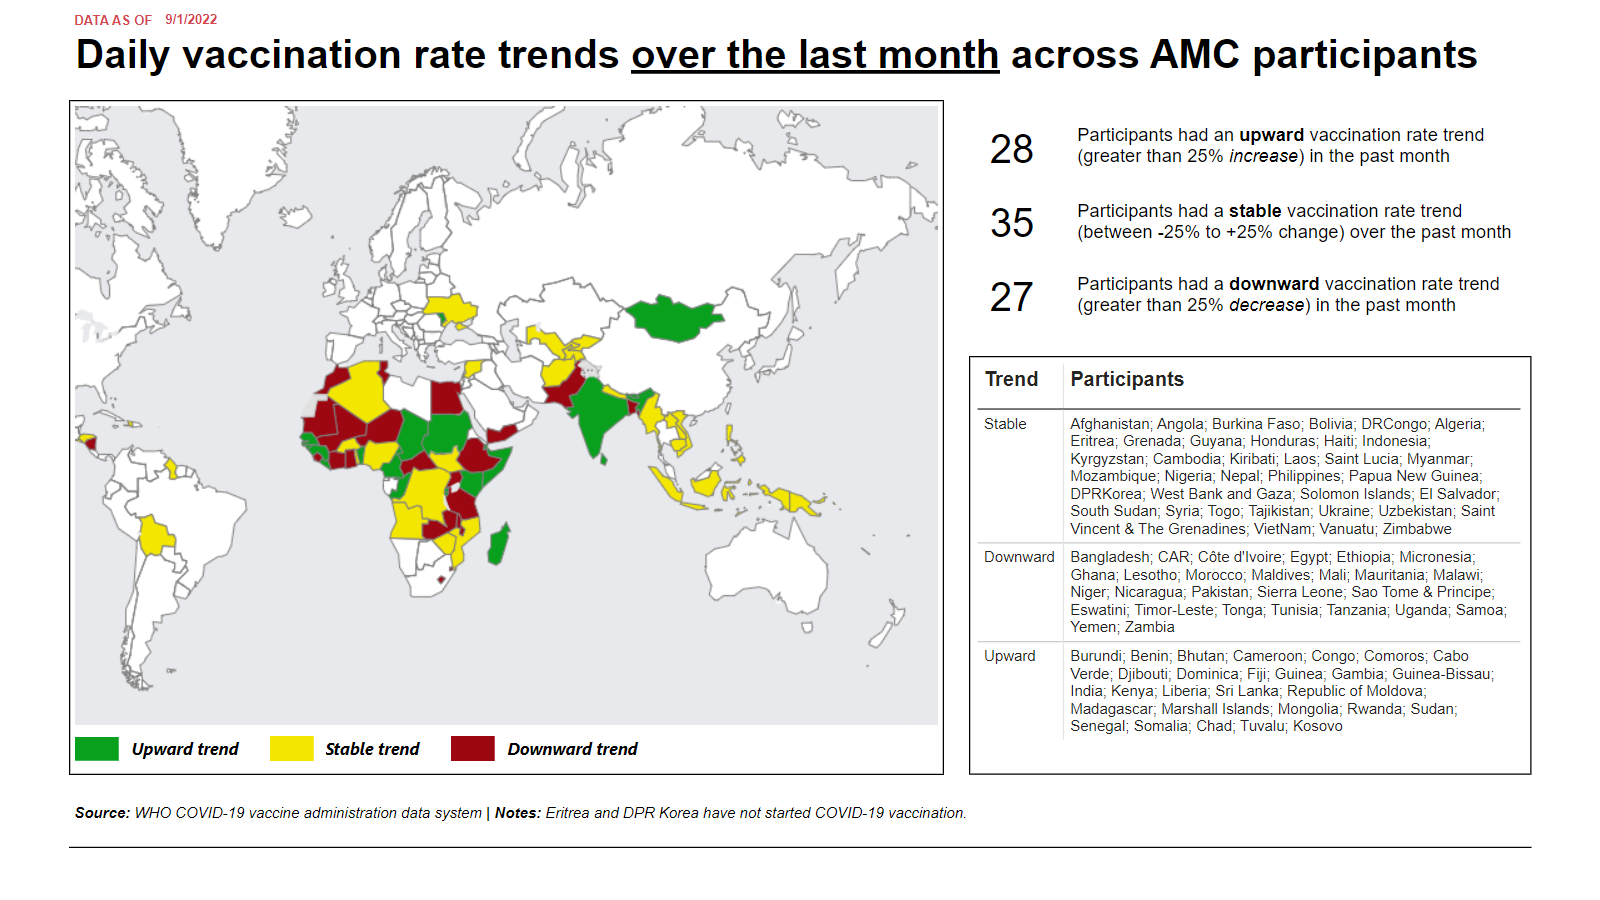 DATA AS OF 9/1/2022
Daily vaccination rate trends over the last month across AMC participants
28
Participants had an upward vaccination rate trend
(greater than 25% increase) in the past month
35
Participants had a stable vaccination rate trend
(between -25% to +25% change) over the past month
27
Participants had a downward vaccination rate trend
(greater than 25% decrease) in the past month
Trend Participants
Stable Afghanistan; Angola; Burkina Faso; Bolivia; DRCongo; Algeria;
Eritrea; Grenada; Guyana; Honduras; Haiti; Indonesia;
Kyrgyzstan; Cambodia; Kiribati; Laos; Saint Lucia; Myanmar;
Mozambique; Nigeria; Nepal; Philippines; Papua New Guinea;
DPRKorea; West Bank and Gaza; Solomon Islands; El Salvador;
South Sudan; Syria; Togo; Tajikistan; Ukraine; Uzbekistan; Saint
Vincent & The Grenadines; VietNam; Vanuatu; Zimbabwe
Downward Bangladesh; CAR; Côte d'Ivoire; Egypt; Ethiopia; Micronesia;
Ghana; Lesotho; Morocco; Maldives; Mali; Mauritania; Malawi;
Niger; Nicaragua; Pakistan; Sierra Leone; Sao Tome & Principe;
Eswatini; Timor-Leste; Tonga; Tunisia; Tanzania; Uganda; Samoa;
Yemen; Zambia
Upward Burundi; Benin; Bhutan; Cameroon; Congo; Comoros; Cabo
Verde; Djibouti; Dominica; Fiji; Guinea; Gambia; Guinea-Bissau;
India; Kenya; Liberia; Sri Lanka; Republic of Moldova;
Madagascar; Marshall Islands; Mongolia; Rwanda; Sudan;
Senegal; Somalia; Chad; Tuvalu; Kosovo
Upward trend Stable trend Downward trend
Source: WHO COVID-19 vaccine administration data system | Notes: Eritrea and DPR Korea have not started COVID-19 vaccination.